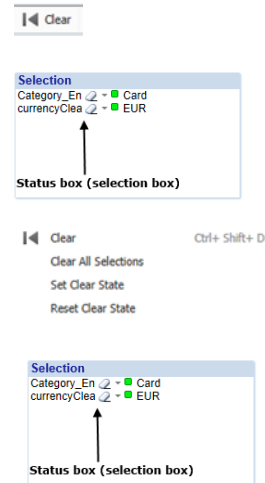 Clear
Selection
Category_En Card
currencyClea EUR
Status box (selection box)
Clear Ctrl+ Shift+ D
Clear All Selections
Set Clear State
Reset Clear State
Selection
Category_En Card
currencyClea EUR
Status box (selection box)